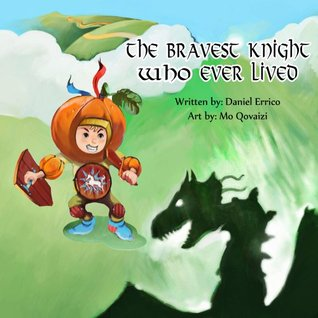 THE BRAVEST KNIGHT
WHO EVER LIVED
Written by: Daniel Errico
Art by: Mo Qovaizi